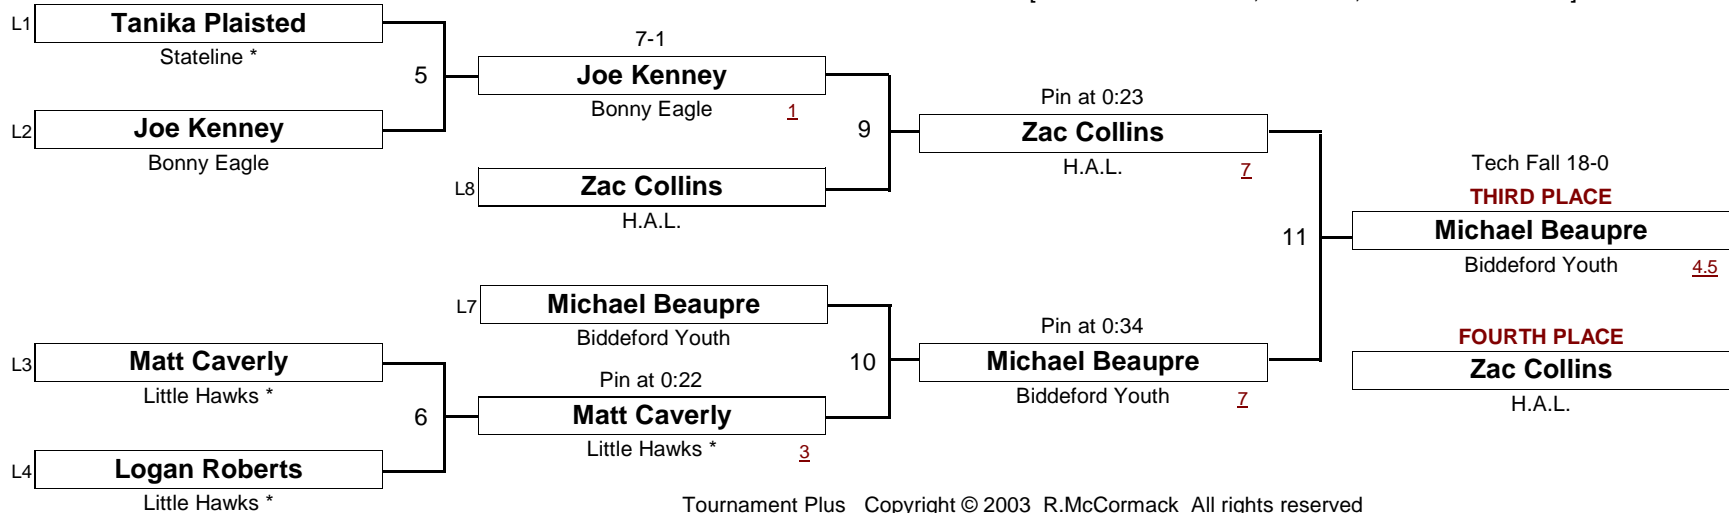 L1
Tanika Plaisted
Stateline *
5
L2
Joe Kenney
Bonny Eagle
7-1
Joe Kenney
Bonny Eagle 1
9
L8
Zac Collins
H.A.L.
Pin at 0:23
Zac Collins
H.A.L. 7
11
Tech Fall 18-0
THIRD PLACE
Michael Beaupre
Biddeford Youth 4.5
L7
Michael Beaupre
Biddeford Youth
10
L3
Matt Caverly
Little Hawks *
6
L4
Logan Roberts
Little Hawks *
Pin at 0:22
Matt Caverly
Little Hawks * 3
Pin at 0:34
Michael Beaupre
Biddeford Youth 7
FOURTH PLACE
Zac Collins
H.A.L.
Tournament Plus Copyright © 2003 R.McCormack All rights reserved